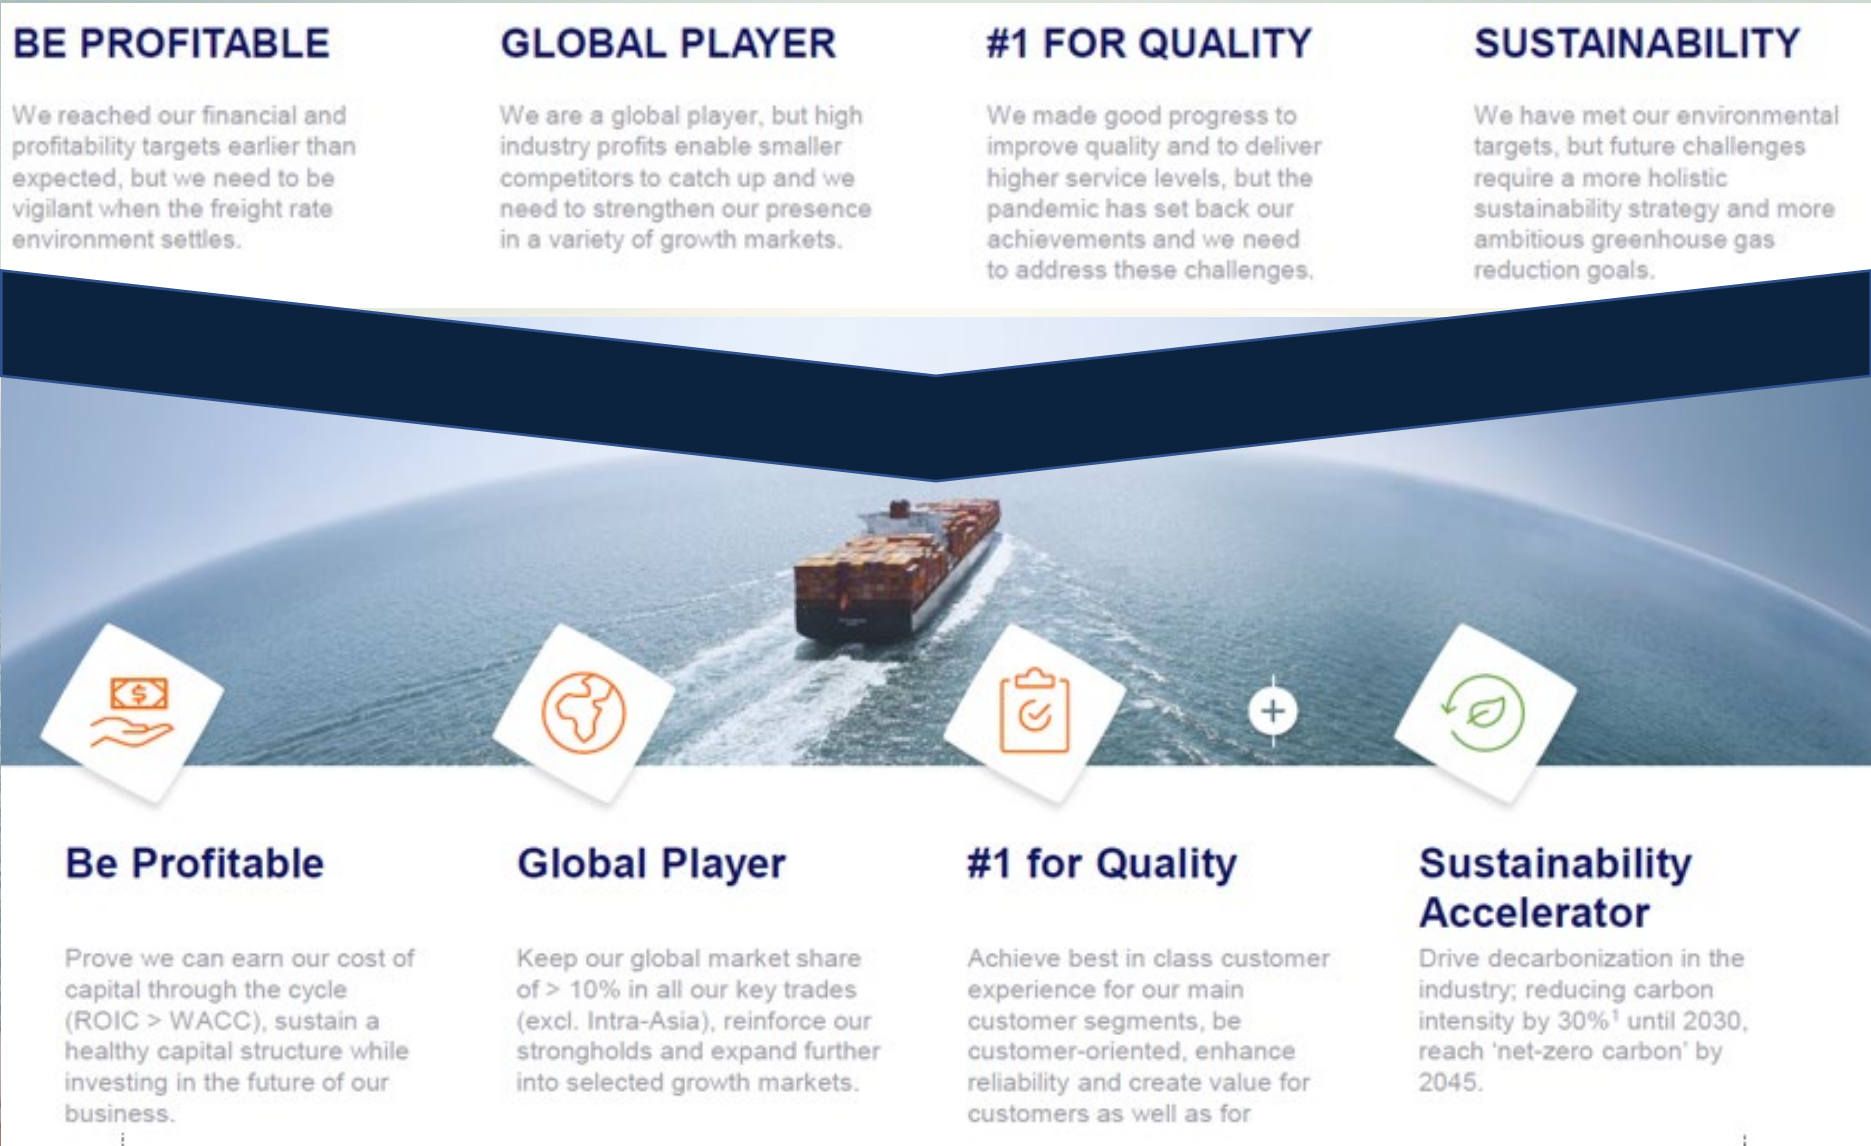 BE PROFITABLE
We reached our financial and
profitability targets earlier than
expected, but we need to be
vigilant when the freight rate
environment settles.
GLOBAL PLAYER
We are a global player, but high
industry profits enable smaller
competitors to catch up and we
need to strengthen our presence
in a variety of growth markets.
#1 FOR QUALITY
We made good progress to
improve quality and to deliver
higher service levels, but the
pandemic has set back our
achievements and we need
to address these challenges.
SUSTAINABILITY
We have met our environmental
targets, but future challenges
require a more holistic
sustainability strategy and more
ambitious greenhouse gas
reduction goals.
$
+
Be Profitable
Prove we can earn our cost of
capital through the cycle
(ROIC > WACC), sustain a
healthy capital structure while
investing in the future of our
business.
Global Player
Keep our global market share
of > 10% in all our key trades
(excl. Intra-Asia), reinforce our
strongholds and expand further
into selected growth markets.
#1 for Quality
Achieve best in class customer
experience for our main
customer segments, be
customer-oriented, enhance
reliability and create value for
customers as well as for
Sustainability
Accelerator
Drive decarbonization in the
industry; reducing carbon
intensity by 30%¹ until 2030,
reach ‘net-zero carbon’ by
2045.